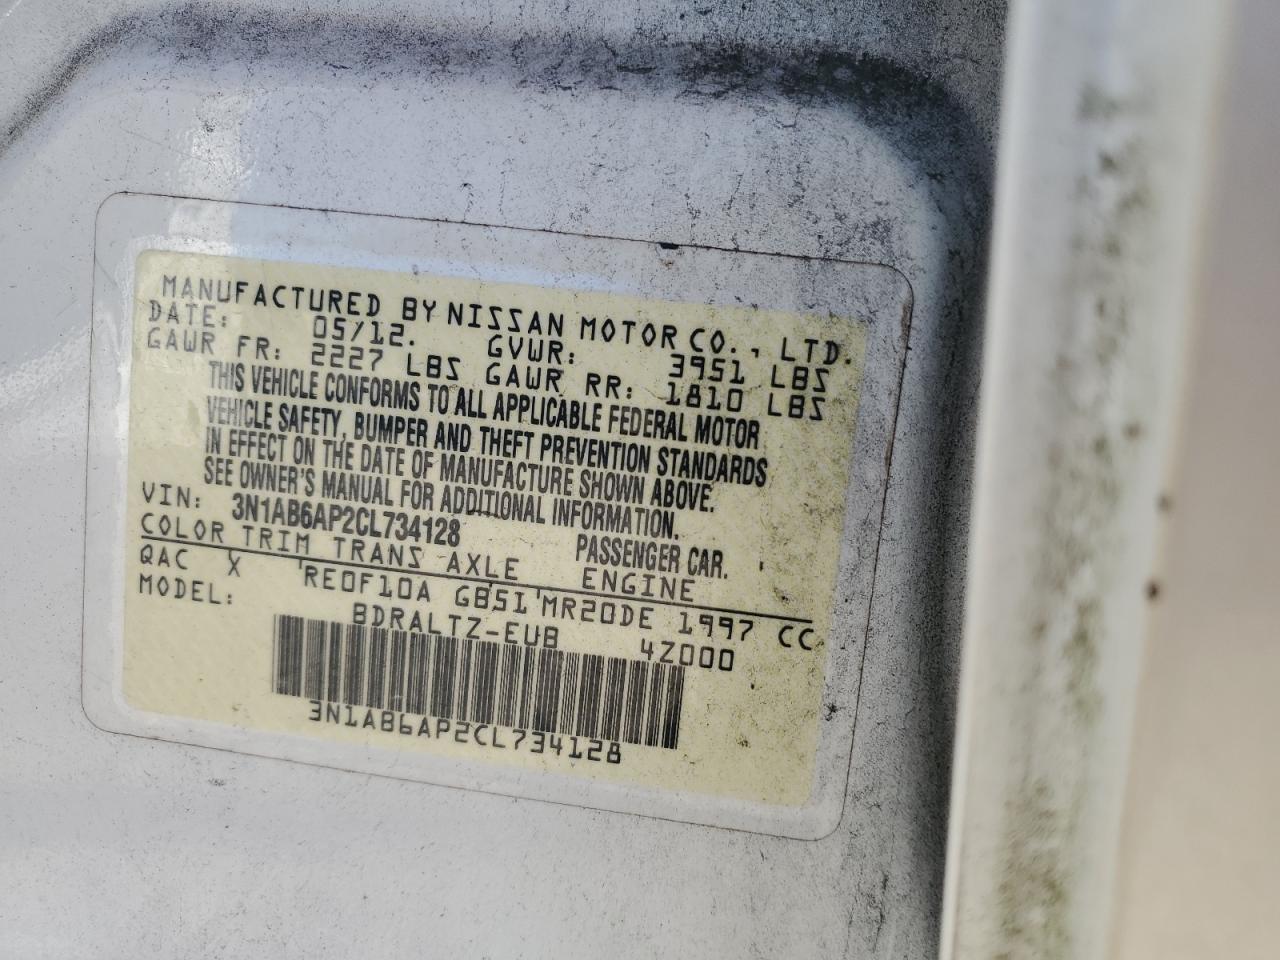 MANUFACTURED BY NISSAN MOTOR CO., LTD.
DATE: 05/12. GVWR: 3951 LBS
GAWR FR: 2227 LBS GAWR RR: 1810 LBS
THIS VEHICLE CONFORMS TO ALL APPLICABLE FEDERAL MOTOR
VEHICLE SAFETY, BUMPER AND THEFT PREVENTION STANDARDS
IN EFFECT ON THE DATE OF MANUFACTURE SHOWN ABOVE.
SEE OWNER'S MANUAL FOR ADDITIONAL INFORMATION.
VIN: 3N1AB6AP2CL734128 PASSENGER CAR.
COLOR TRIM TRANS AXLE ENGINE
QAC X RE0F10A GB51 MR20DE 1997 CC
MODEL: BDRALTZ-EUB 4Z000
3N1AB6AP2CL734128